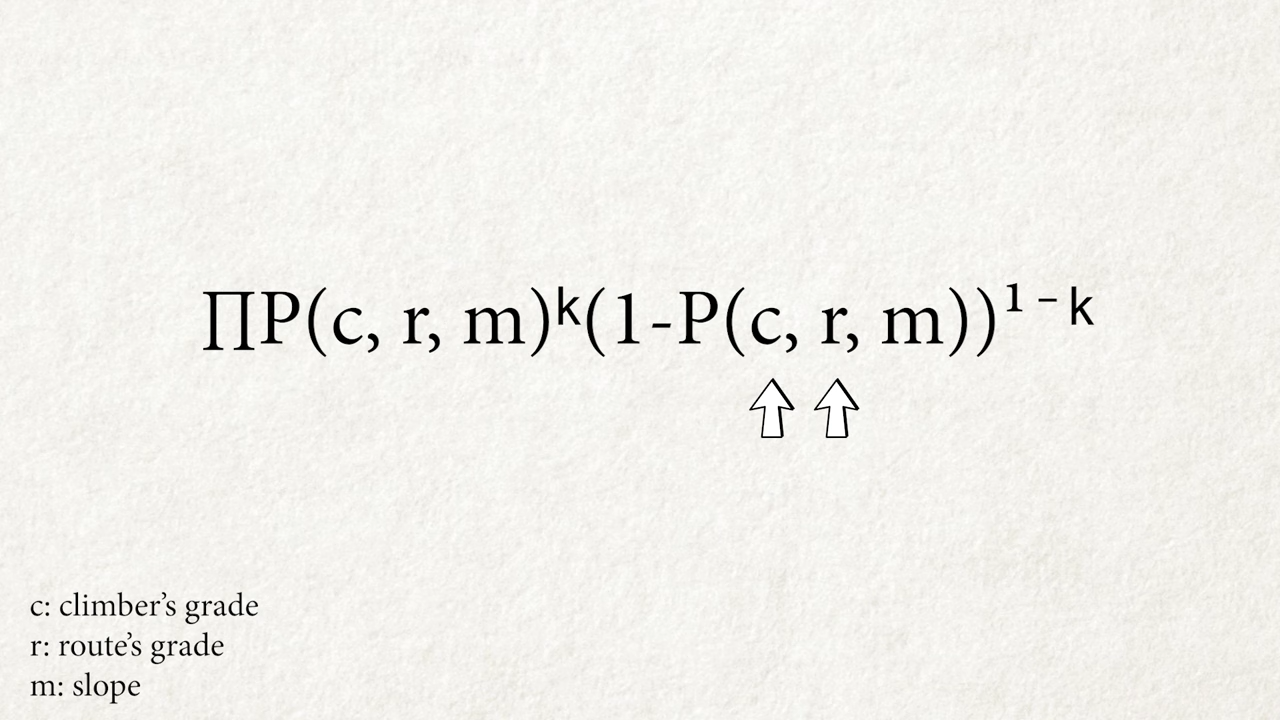 ∏P(c, r, m)ᵏ(1-P(c, r, m))¹⁻ᵏ
c: climber’s grade
r: route’s grade
m: slope